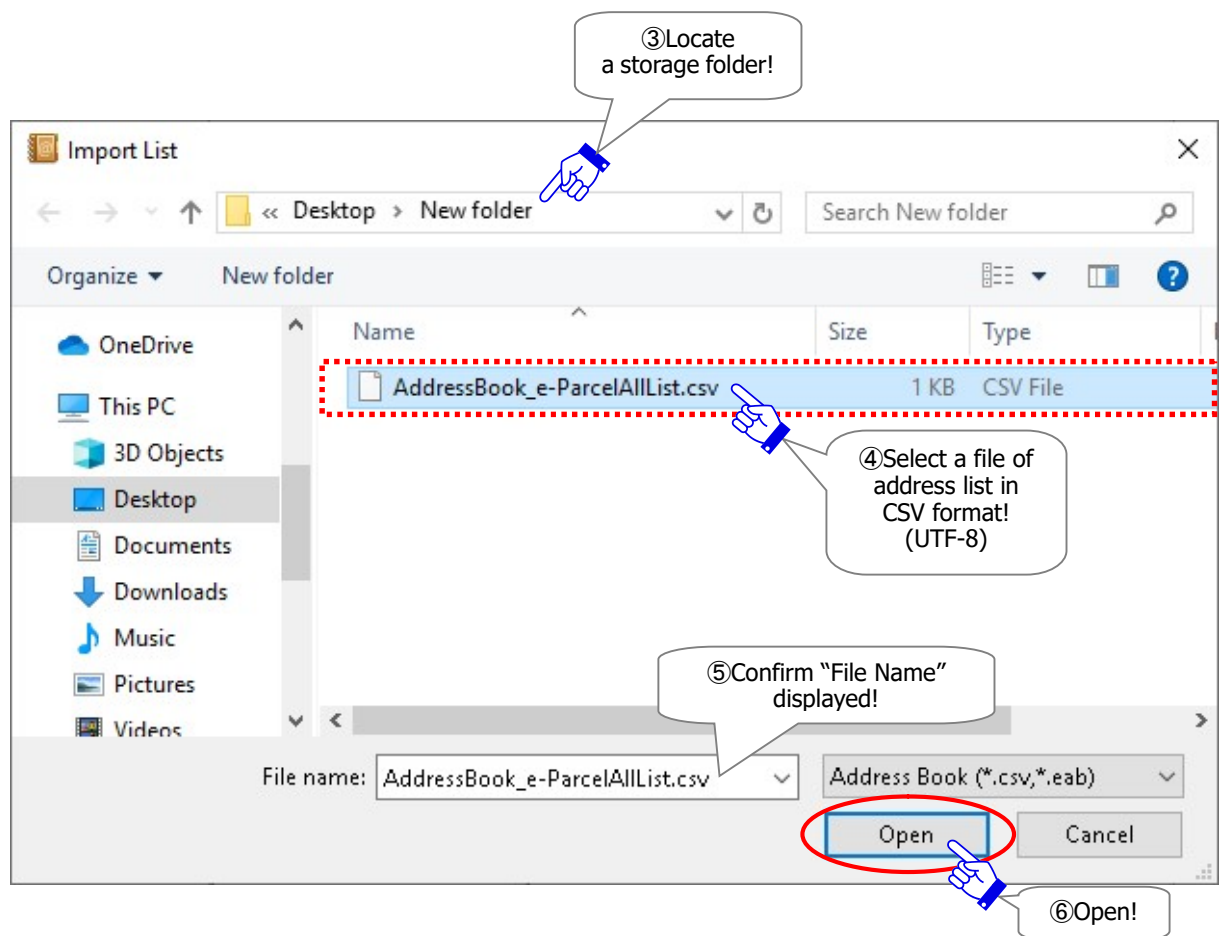 ③Locate
a storage folder!
Import List
« Desktop > New folder
Search New folder
Organize
New folder
Name
Size
Type
OneDrive
This PC
3D Objects
Desktop
Documents
Downloads
Music
Pictures
Videos
AddressBook_e-ParcelAllList.csv
1 KB
CSV File
④Select a file of
address list in
CSV format!
(UTF-8)
⑤Confirm “File Name”
displayed!
File name:
AddressBook_e-ParcelAllList.csv
Address Book (*.csv,*.eab)
Open
Cancel
⑥Open!